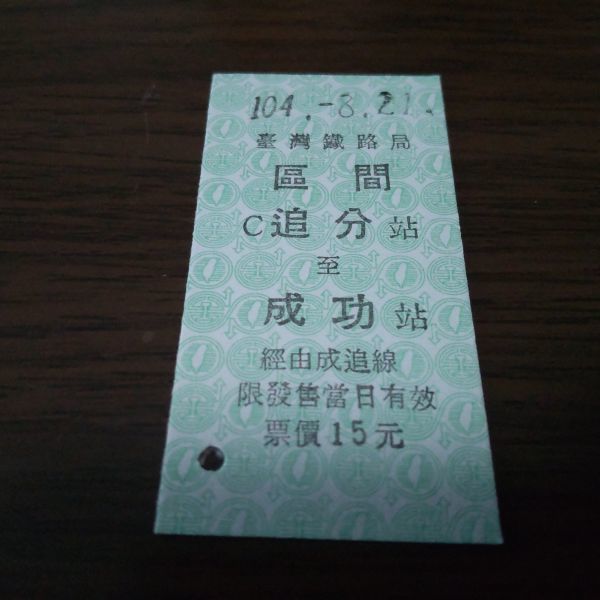 104.-8.21.
臺灣鐵路局
區間
C追分站
至
成功站
經由成追線
限發售當日有效
票價15元